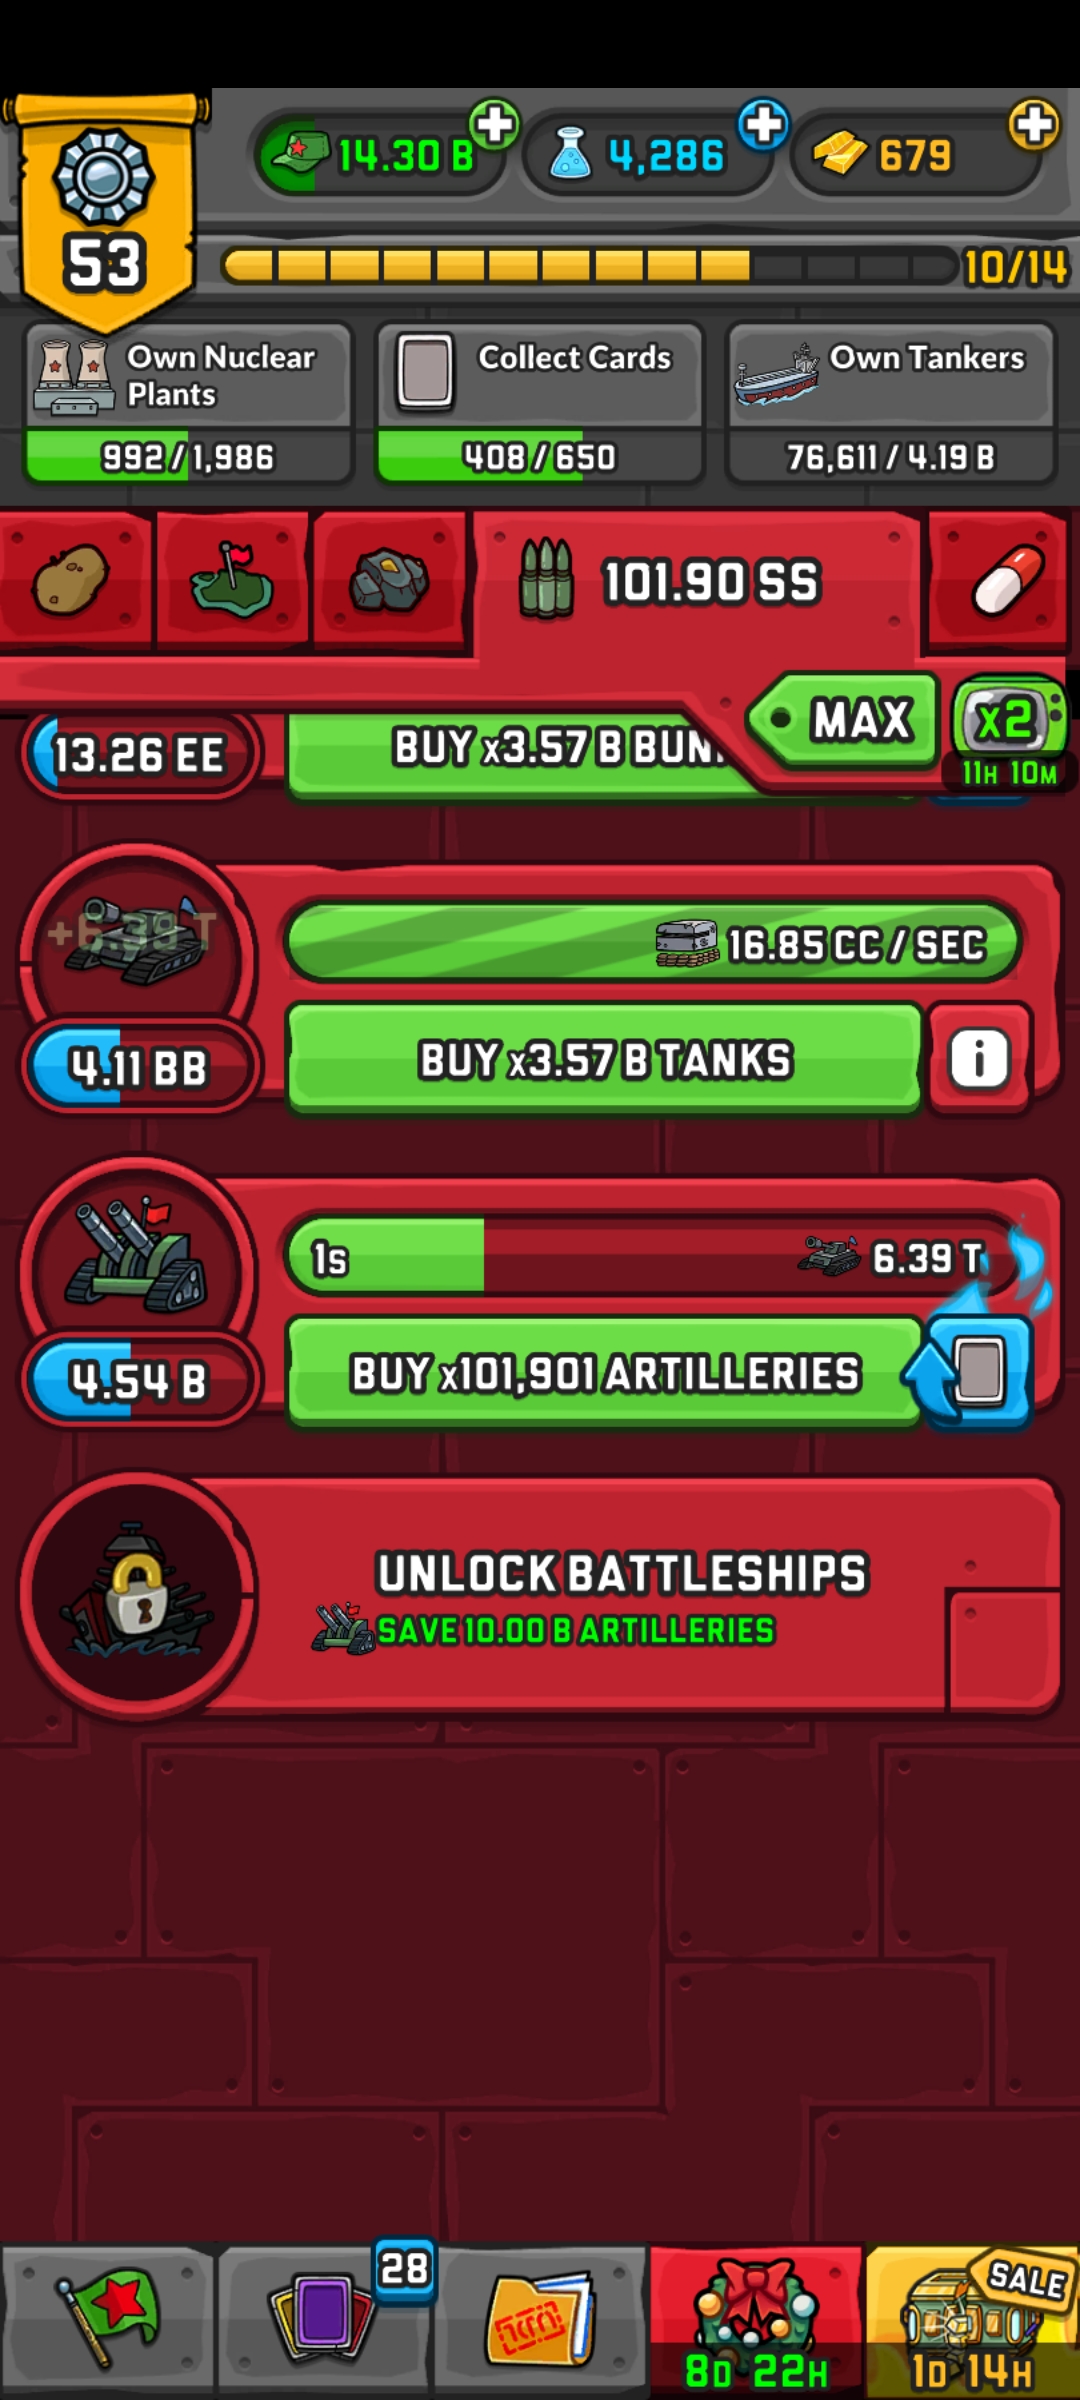 53
14.30 B
4,286
679
10/14
Own Nuclear
Plants
992/1,986
Collect Cards
408/650
Own Tankers
76,611/4.19 B
101.90 SS
MAX
x2
11H 10M
13.26 EE
BUY x3.57 B BUN
+6.39 T
16.85 CC / SEC
4.11 BB
BUY x3.57 B TANKS
i
1s
6.39 T
4.54 B
BUY x101,901 ARTILLERIES
UNLOCK BATTLESHIPS
SAVE 10.00 B ARTILLERIES
28
SALE
8D 22H
1D 14H